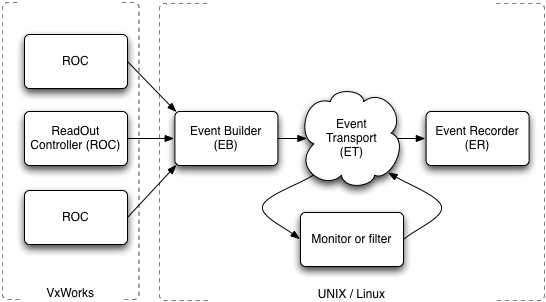 ROC
ReadOut
Controller (ROC)
ROC
Event Builder
(EB)
Event
Transport
(ET)
Event Recorder
(ER)
Monitor or filter
VxWorks
UNIX / Linux